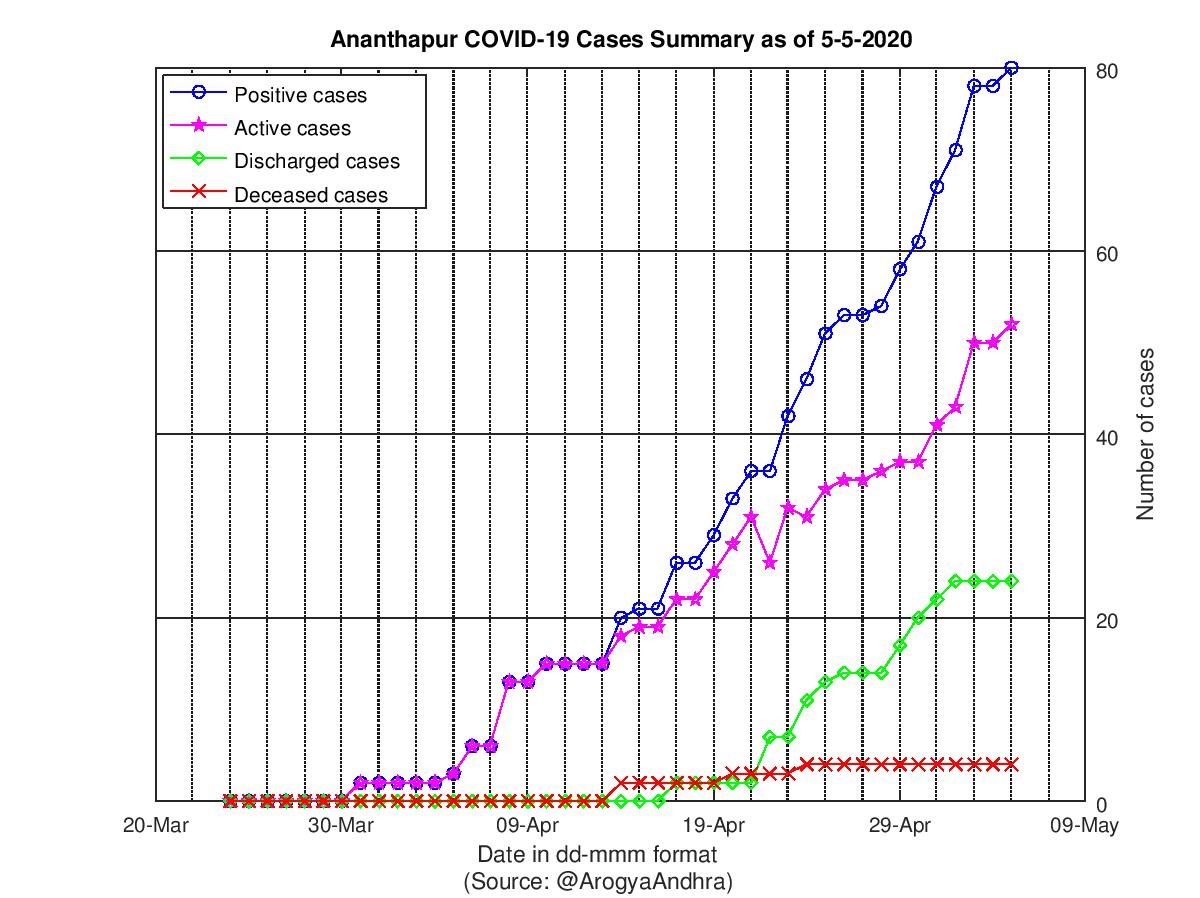 Ananthapur COVID-19 Cases Summary as of 5-5-2020
Positive cases
Active cases
Discharged cases
Deceased cases
80
60
40
20
0
Number of cases
20-Mar 30-Mar 09-Apr 19-Apr 29-Apr 09-May
Date in dd-mmm format
(Source: @ArogyaAndhra)